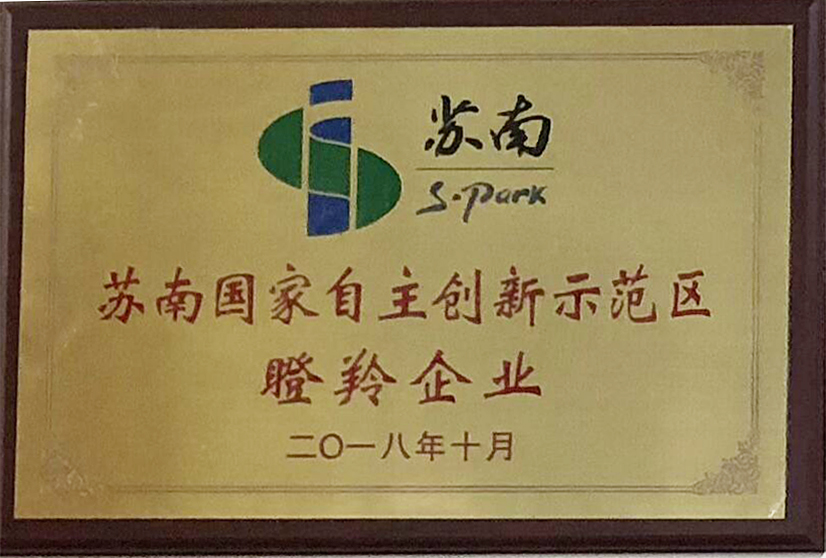 苏南
S-Park
苏南国家自主创新示范区
瞪羚企业
二〇一八年十月